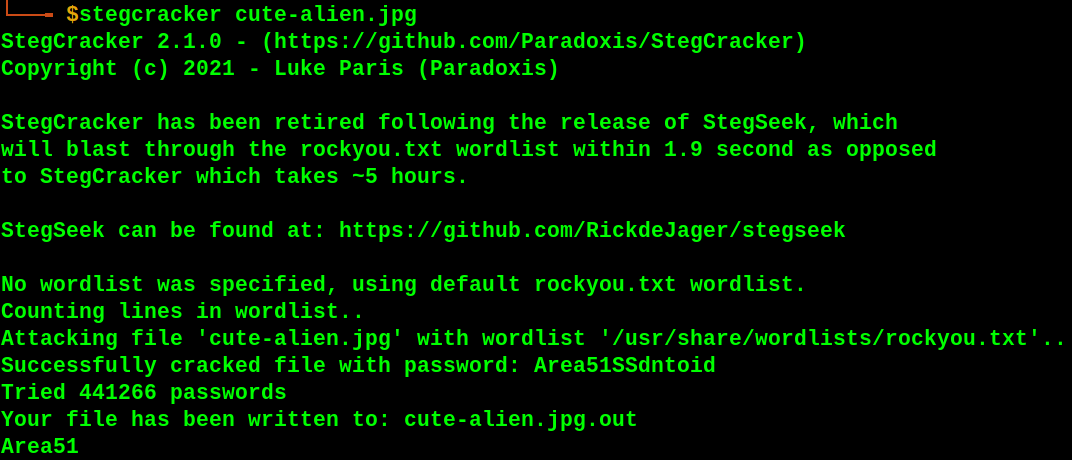 $stegcracker cute-alien.jpg
StegCracker 2.1.0 - (https://github.com/Paradoxis/StegCracker)
Copyright (c) 2021 - Luke Paris (Paradoxis)
StegCracker has been retired following the release of StegSeek, which
will blast through the rockyou.txt wordlist within 1.9 second as opposed
to StegCracker which takes ~5 hours.
StegSeek can be found at: https://github.com/RickdeJager/stegseek
No wordlist was specified, using default rockyou.txt wordlist.
Counting lines in wordlist..
Attacking file 'cute-alien.jpg' with wordlist '/usr/share/wordlists/rockyou.txt'..
Successfully cracked file with password: Area51SSdntoid
Tried 441266 passwords
Your file has been written to: cute-alien.jpg.out
Area51